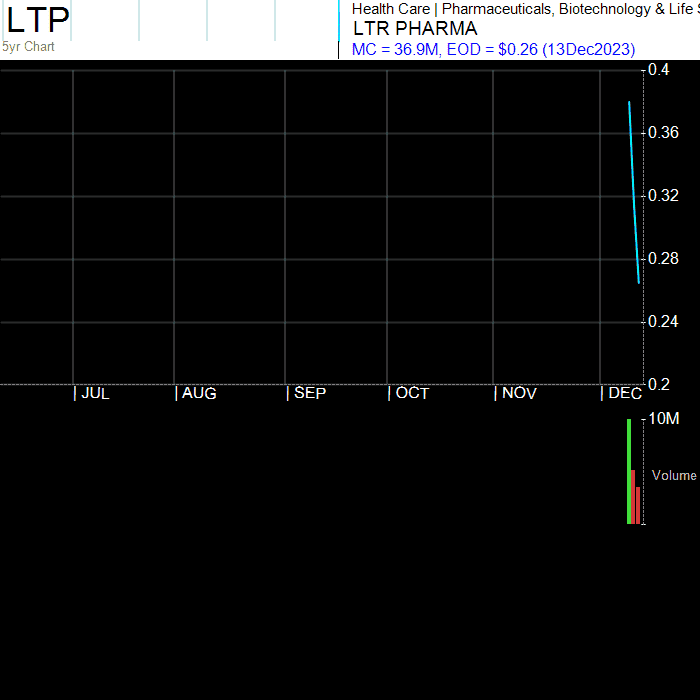 LTP
5yr Chart
Health Care | Pharmaceuticals, Biotechnology & Life S
LTR PHARMA
MC = 36.9M, EOD = $0.26 (13Dec2023)
0.4
0.36
0.32
0.28
0.24
0.2
| JUL | AUG | SEP | OCT | NOV | DEC
10M
Volume